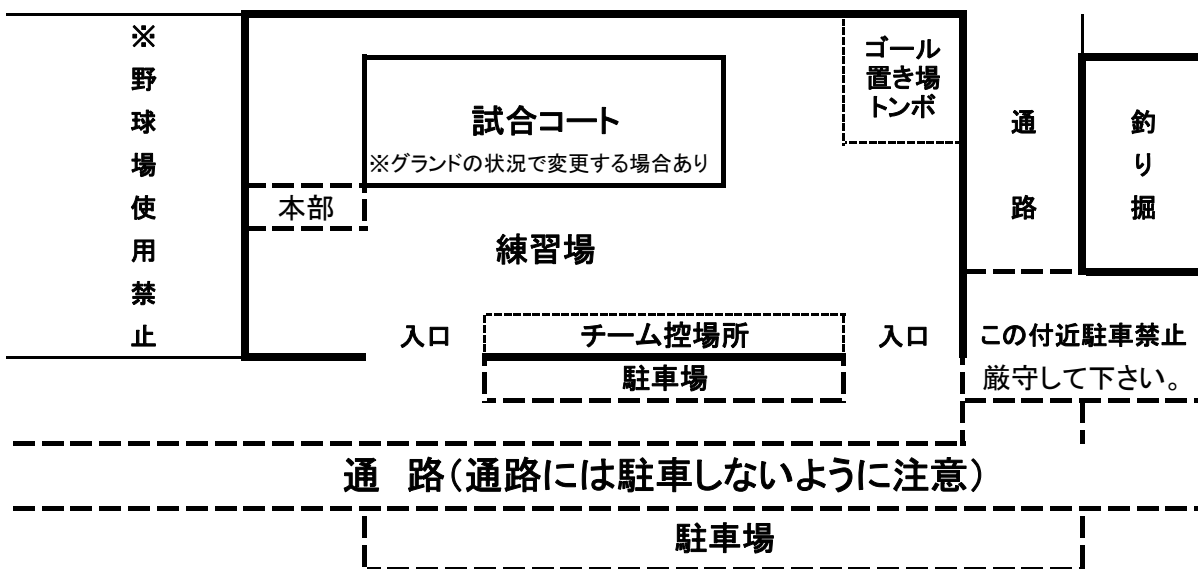 ※野球場使用禁止
試合コート
※グランドの状況で変更する場合あり
本部
練習場
ゴール
置き場
トンボ
通路
釣り掘
入口
チーム控場所
入口
駐車場
この付近駐車禁止
厳守して下さい。
通　路（通路には駐車しないように注意）
駐車場